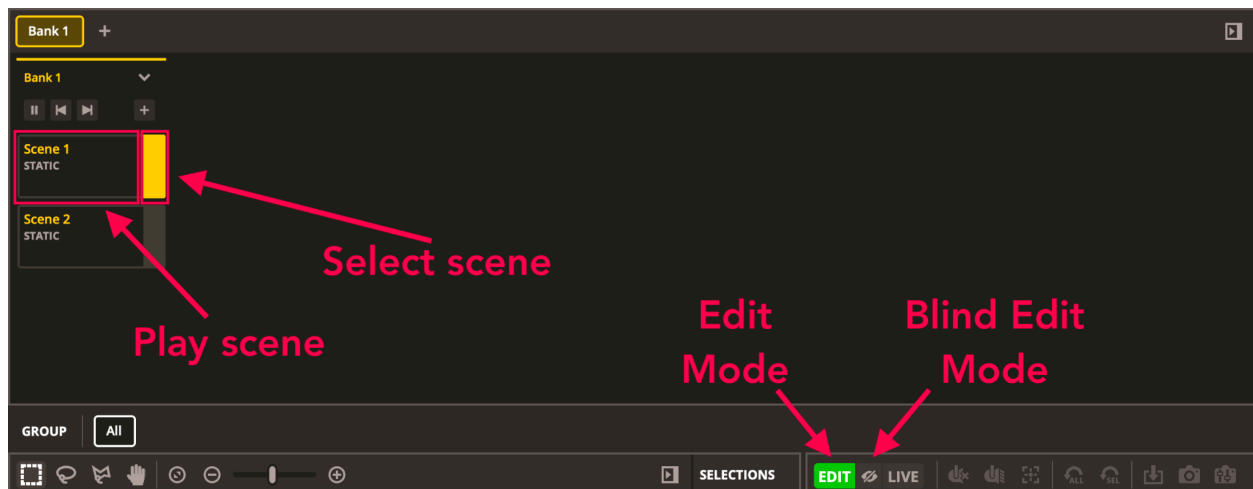 Bank 1 +
Bank 1
Scene 1
STATIC
Scene 2
STATIC
Select scene
Play scene
Edit
Mode
Blind Edit
Mode
GROUP All
SELECTIONS EDIT LIVE ALL SEL